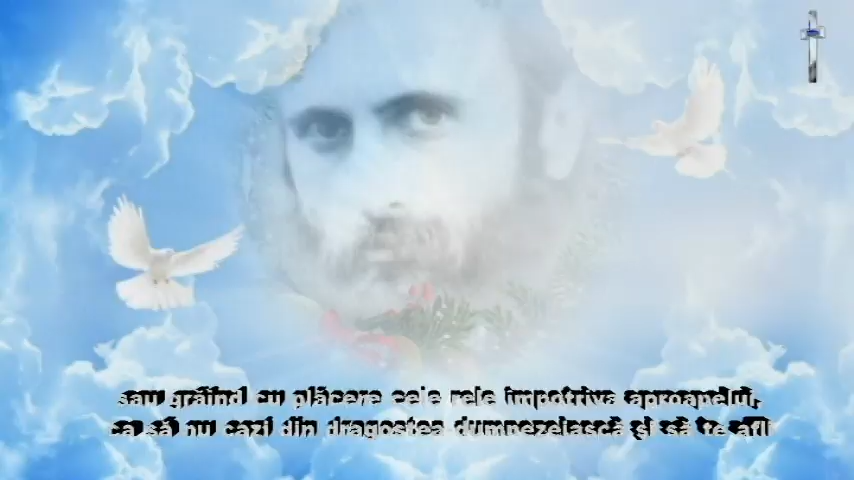 sau grăind cu plăcere cele rele împotriva aproapelui,
ca să nu cazi din dragostea dumnezeiască și să te afli